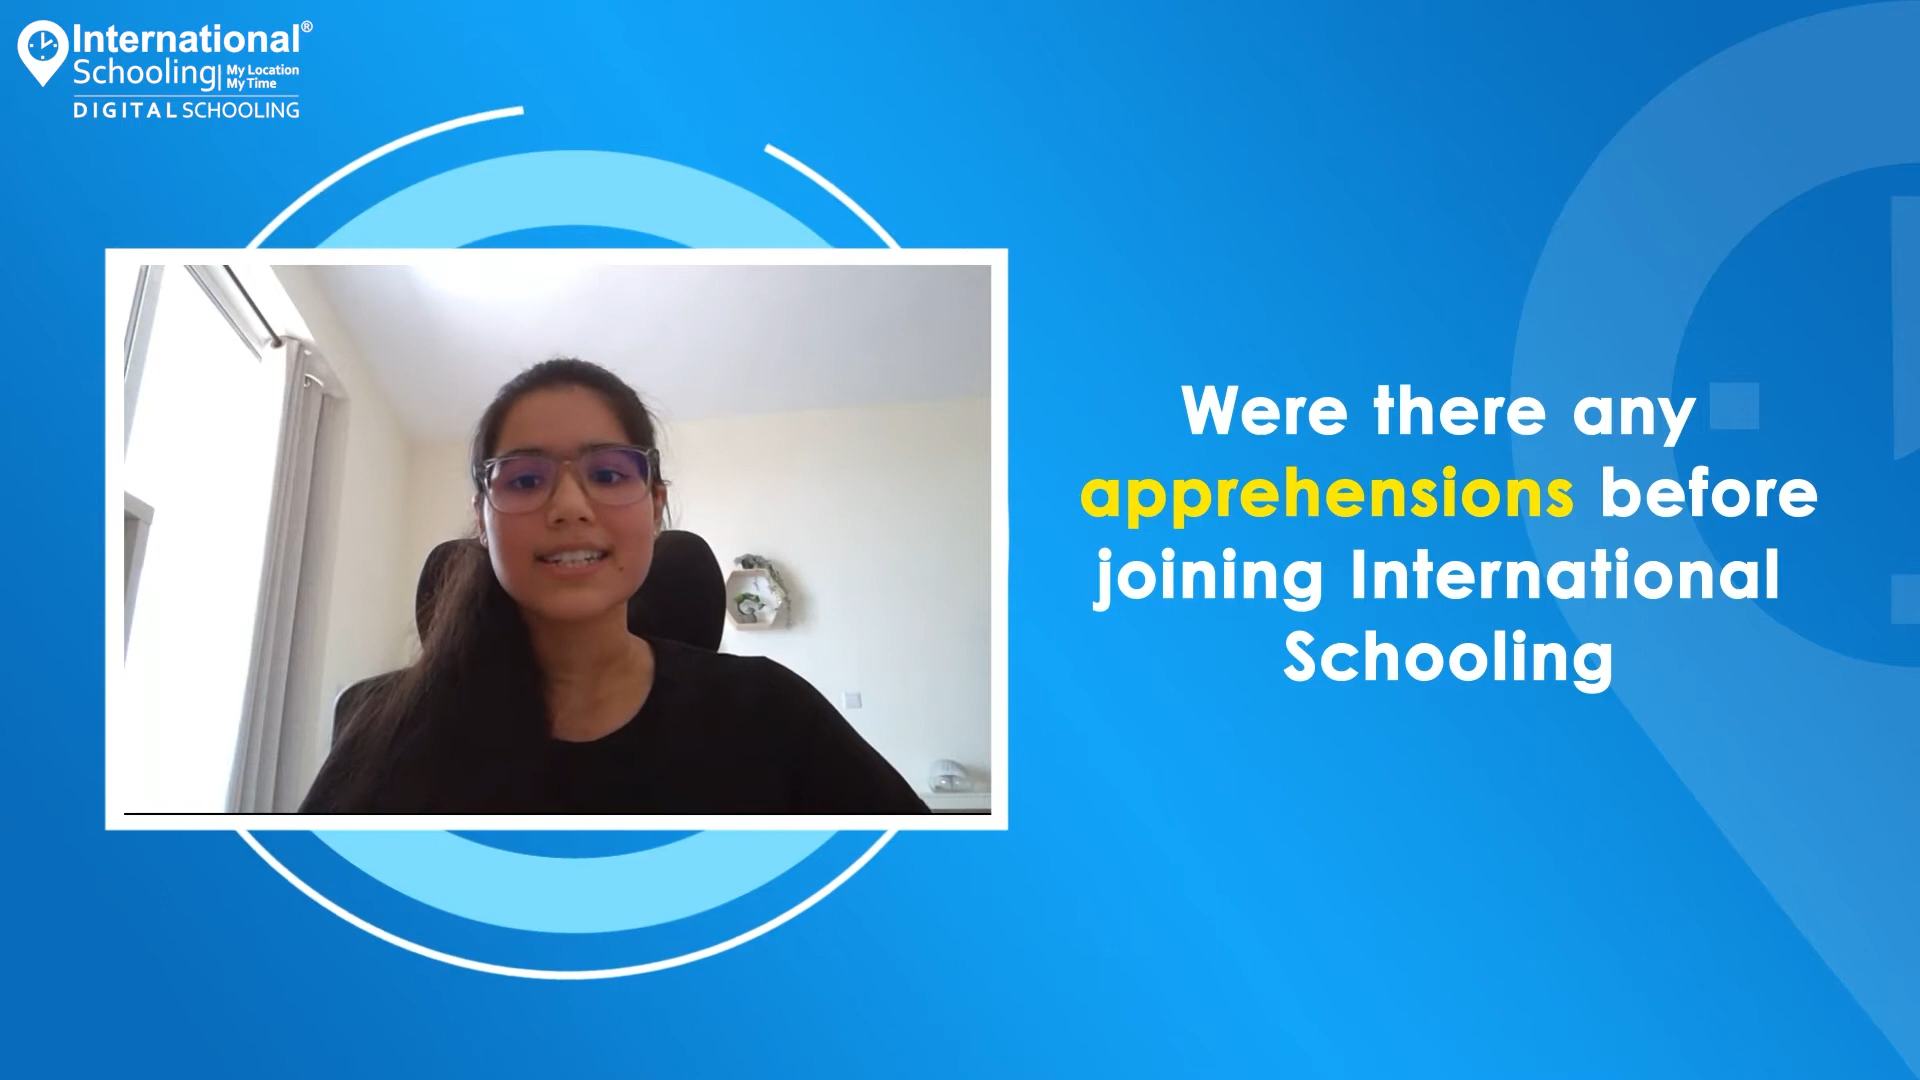 International®
Schooling| My Location
My Time
DIGITAL SCHOOLING
Were there any
apprehensions before
joining International
Schooling